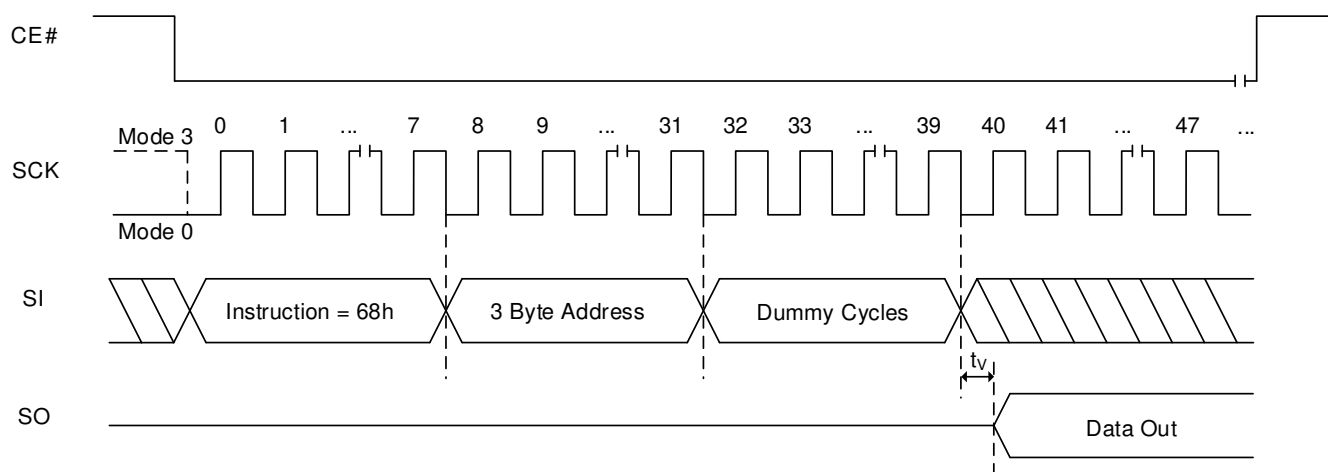 CE#
Mode 3
0 1 ... 7 8 9 ... 31 32 33 ... 39 40 41 ... 47 ...
SCK
Mode 0
SI
Instruction = 68h
3 Byte Address
Dummy Cycles
tV
SO
Data Out